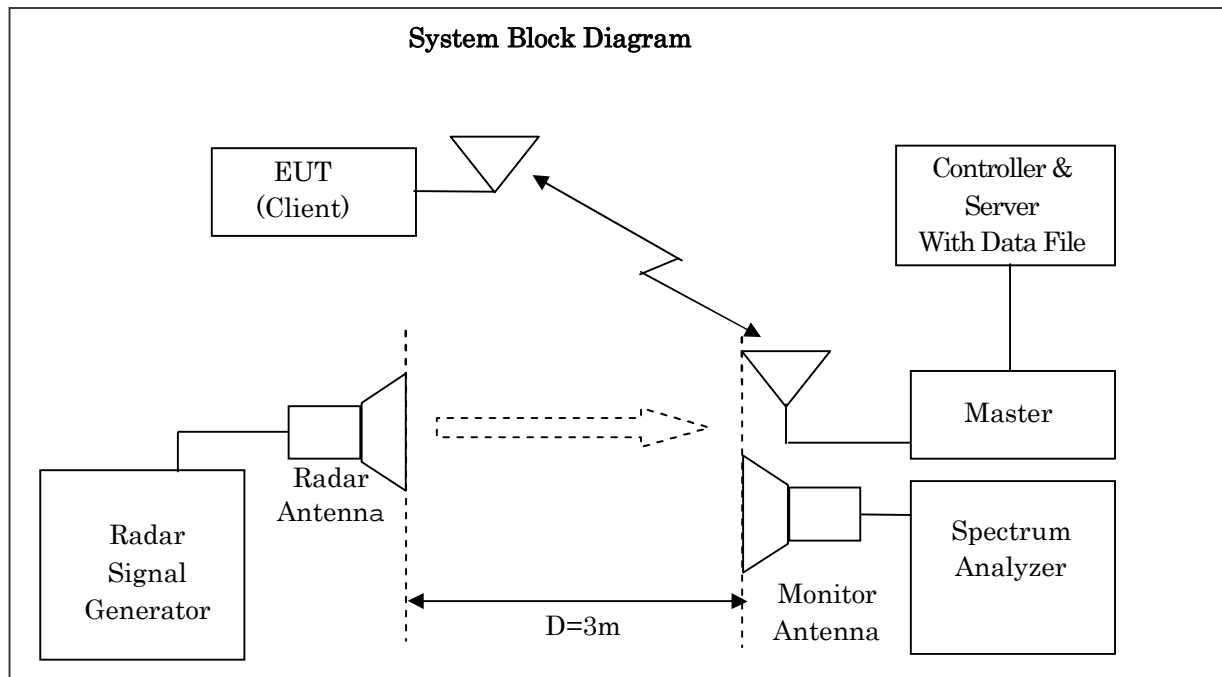 System Block Diagram
EUT
(Client)
Controller &
Server
With Data File
Master
Radar
Antenna
Radar
Signal
Generator
Spectrum
Analyzer
Monitor
Antenna
D=3m